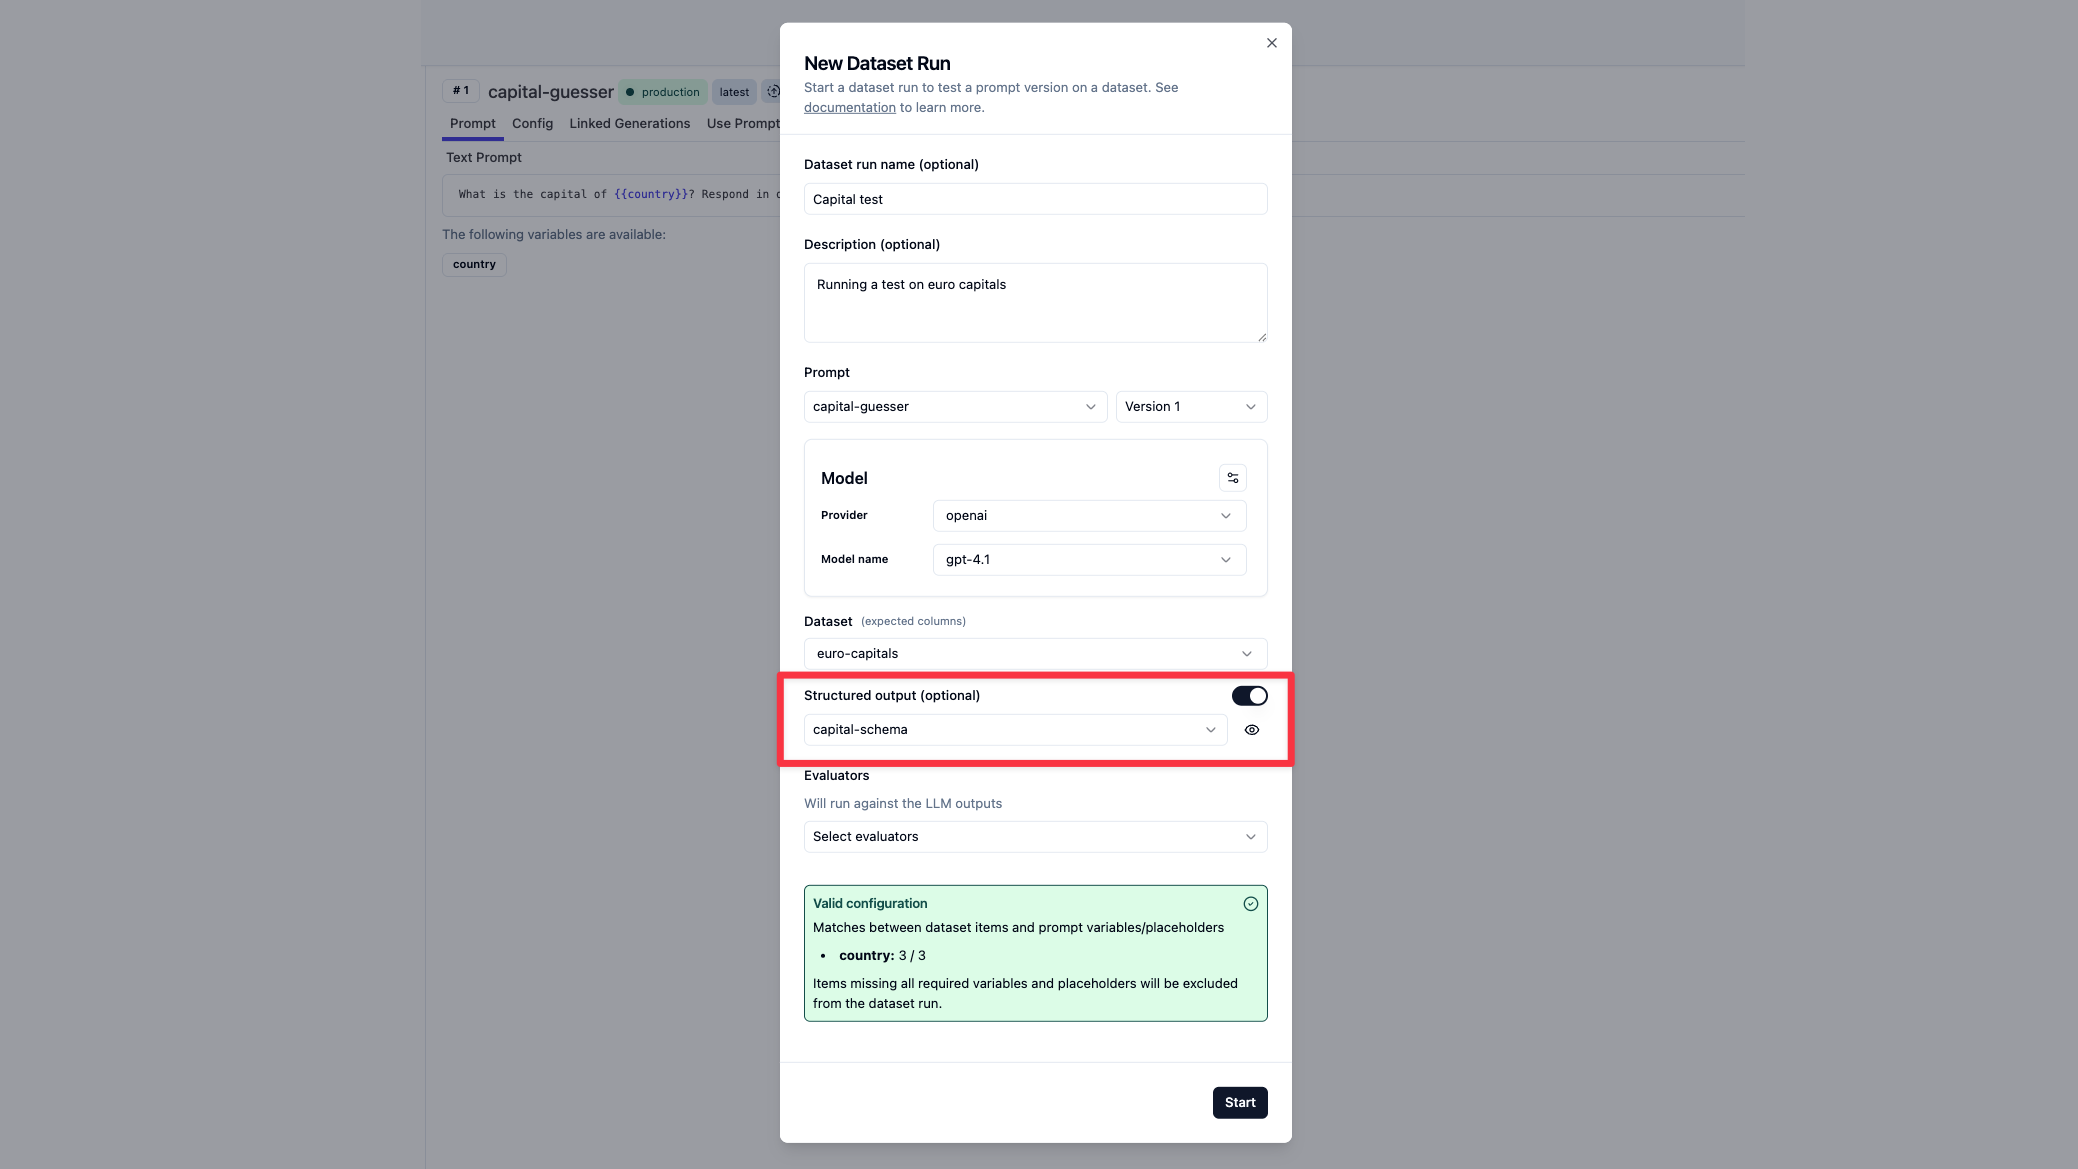 # 1 capital-guesser production latest
Prompt Config Linked Generations Use Prompt
Text Prompt
What is the capital of {{country}}? Respond in
The following variables are available:
country
New Dataset Run
Start a dataset run to test a prompt version on a dataset. See
documentation to learn more.
Dataset run name (optional)
Capital test
Description (optional)
Running a test on euro capitals
Prompt
capital-guesser Version 1
Model
Provider openai
Model name gpt-4.1
Dataset (expected columns)
euro-capitals
Structured output (optional)
capital-schema
Evaluators
Will run against the LLM outputs
Select evaluators
Valid configuration
Matches between dataset items and prompt variables/placeholders
• country: 3 / 3
Items missing all required variables and placeholders will be excluded
from the dataset run.
Start